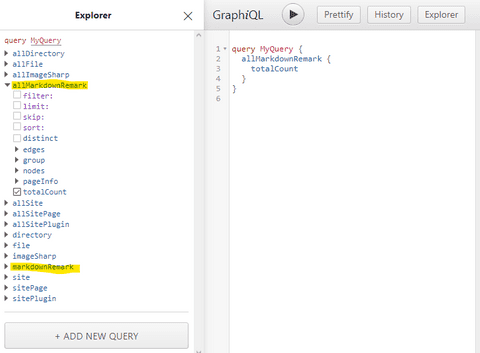 Explorer
query MyQuery
allDirectory
allFile
allImageSharp
allMarkdownRemark
filter:
limit:
skip:
sort:
distinct
edges
group
nodes
pageInfo
totalCount
allSite
allSitePage
allSitePlugin
directory
file
imageSharp
markdownRemark
site
sitePage
sitePlugin
+ ADD NEW QUERY
GraphiQL
Prettify
History
Explorer
1 query MyQuery {
2 allMarkdownRemark {
3 totalCount
4 }
5 }
6